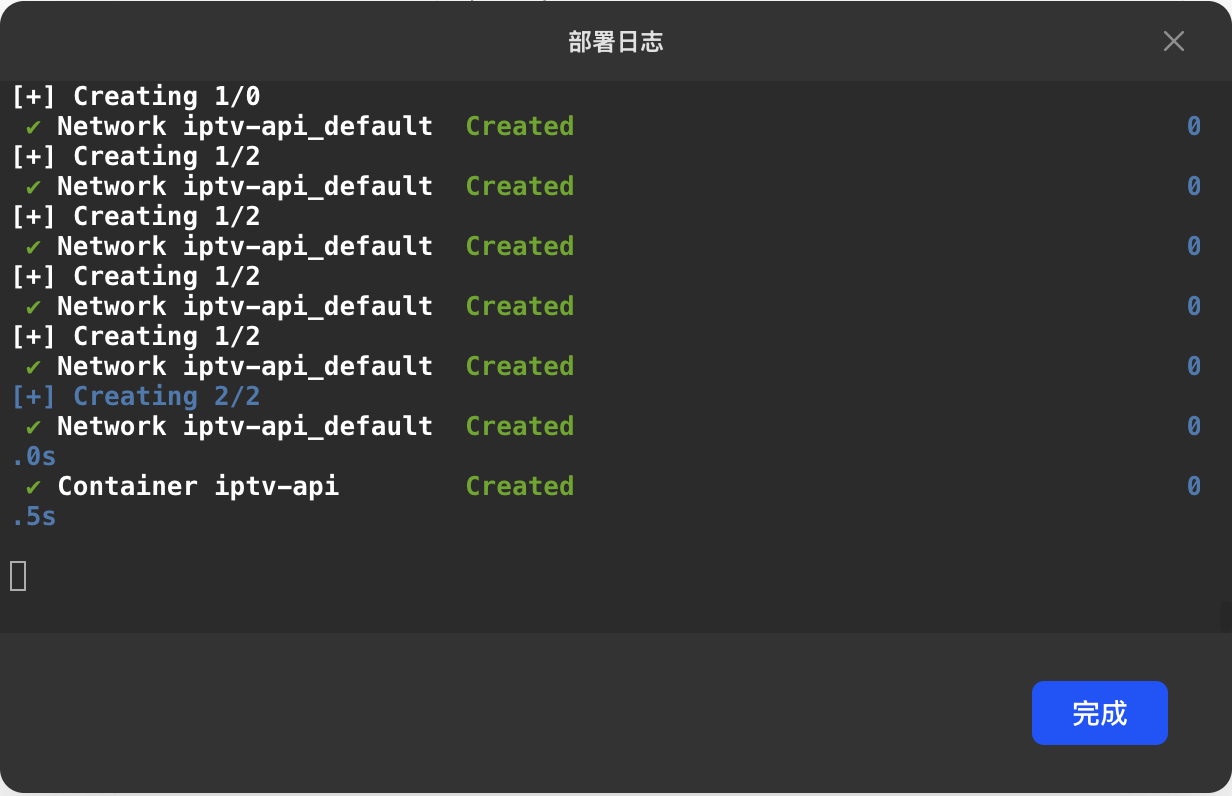 部署日志
[+] Creating 1/0
✔ Network iptv-api_default  Created 0
[+] Creating 1/2
✔ Network iptv-api_default  Created 0
[+] Creating 1/2
✔ Network iptv-api_default  Created 0
[+] Creating 1/2
✔ Network iptv-api_default  Created 0
[+] Creating 1/2
✔ Network iptv-api_default  Created 0
[+] Creating 2/2
✔ Network iptv-api_default  Created 0
.0s
✔ Container iptv-api  Created 0
.5s
完成